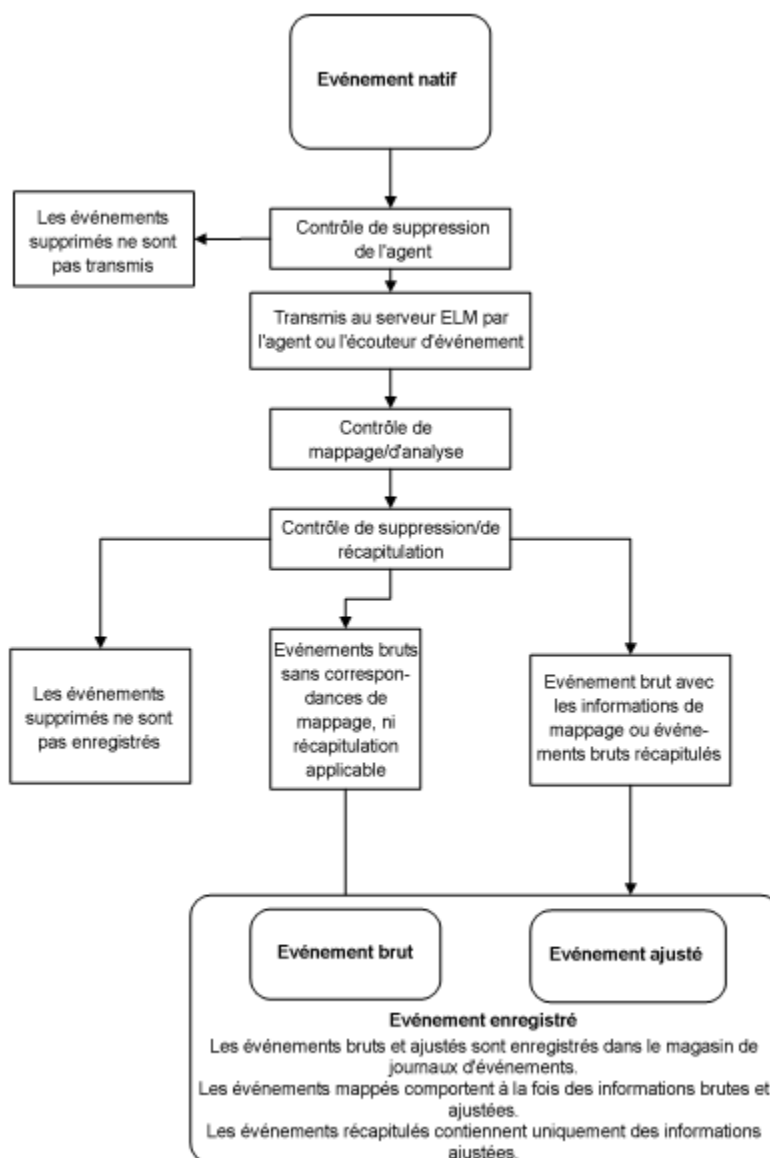 Evénement natif
Les événements
supprimés ne sont
pas transmis
Contrôle de suppression
de l'agent
Transmis au serveur ELM par
l'agent ou l'écouteur d'événement
Contrôle de
mappage/d'analyse
Contrôle de suppression/de
récapitulation
Les événements
supprimés ne sont
pas enregistrés
Evénements bruts
sans correspon-
dances de
mappage, ni
récapitulation
applicable
Evénement brut avec
les informations de
mappage ou événe-
ments bruts récapitulés
Evénement brut
Evénement ajusté
Evénement enregistré
Les événements bruts et ajustés sont enregistrés dans le magasin de
journaux d'événements.
Les événements mappés comportent à la fois des informations brutes et
ajustées.
Les événements récapitulés contiennent uniquement des informations
ajustées.